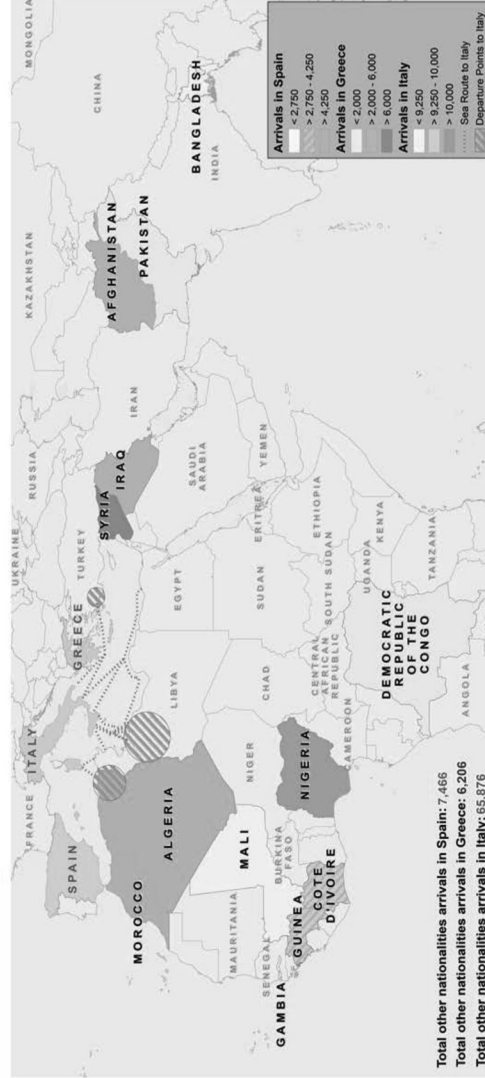 MONGOLIA
RUSSIA
UKRAINE
KAZAKHSTAN
FRANCE
ITALY
SPAIN
GREECE
TURKEY
SYRIA
IRAQ
IRAN
AFGHANISTAN
PAKISTAN
CHINA
BANGLADESH
INDIA
MOROCCO
ALGERIA
LIBYA
EGYPT
SAUDI
ARABIA
YEMEN
MAURITANIA
MALI
NIGER
CHAD
SUDAN
ERITREA
SENEGAL
GAMBIA
GUINEA
BURKINA
FASO
COTE
D'IVOIRE
NIGERIA
CAMEROON
CENTRAL
AFRICAN
REPUBLIC
SOUTH SUDAN
ETHIOPIA
UGANDA
KENYA
DEMOCRATIC
REPUBLIC
OF THE
CONGO
TANZANIA
ANGOLA
Arrivals in Spain
< 2,750
> 2,750 - 4,250
> 4,250
Arrivals in Greece
< 2,000
> 2,000 - 6,000
> 6,000
Arrivals in Italy
< 9,250
> 9,250 - 10,000
> 10,000
Sea Route to Italy
Departure Points to Italy
Total other nationalities arrivals in Spain: 7,466
Total other nationalities arrivals in Greece: 6,206
Total other nationalities arrivals in Italy: 65,876